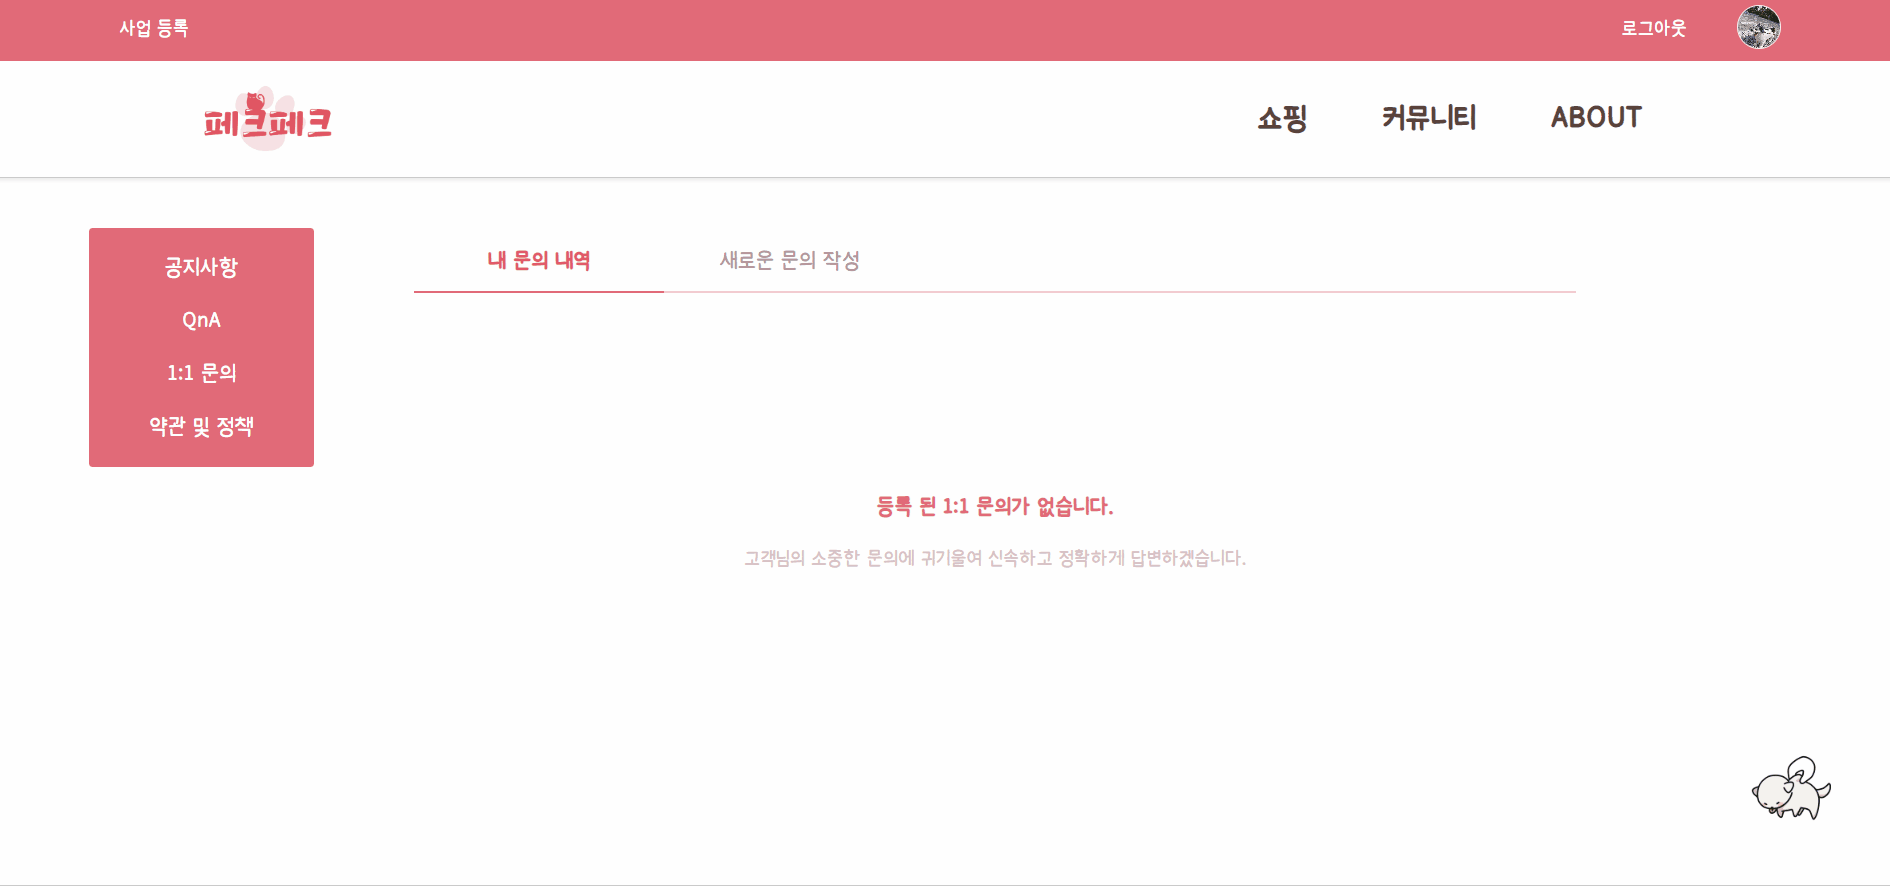 사업 등록
로그아웃
페크페크
쇼핑
커뮤니티
ABOUT
공지사항
QnA
1:1 문의
약관 및 정책
내 문의 내역
새로운 문의 작성
등록 된 1:1 문의가 없습니다.
고객님의 소중한 문의에 귀기울여 신속하고 정확하게 답변하겠습니다.